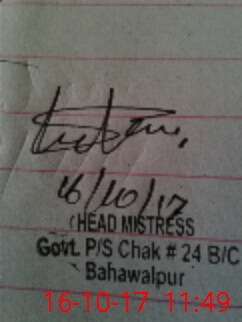 16/10/17
HEAD MISTRESS
Govt. P/S Chak # 24 B/C
Bahawalpur
16-10-17 11:49